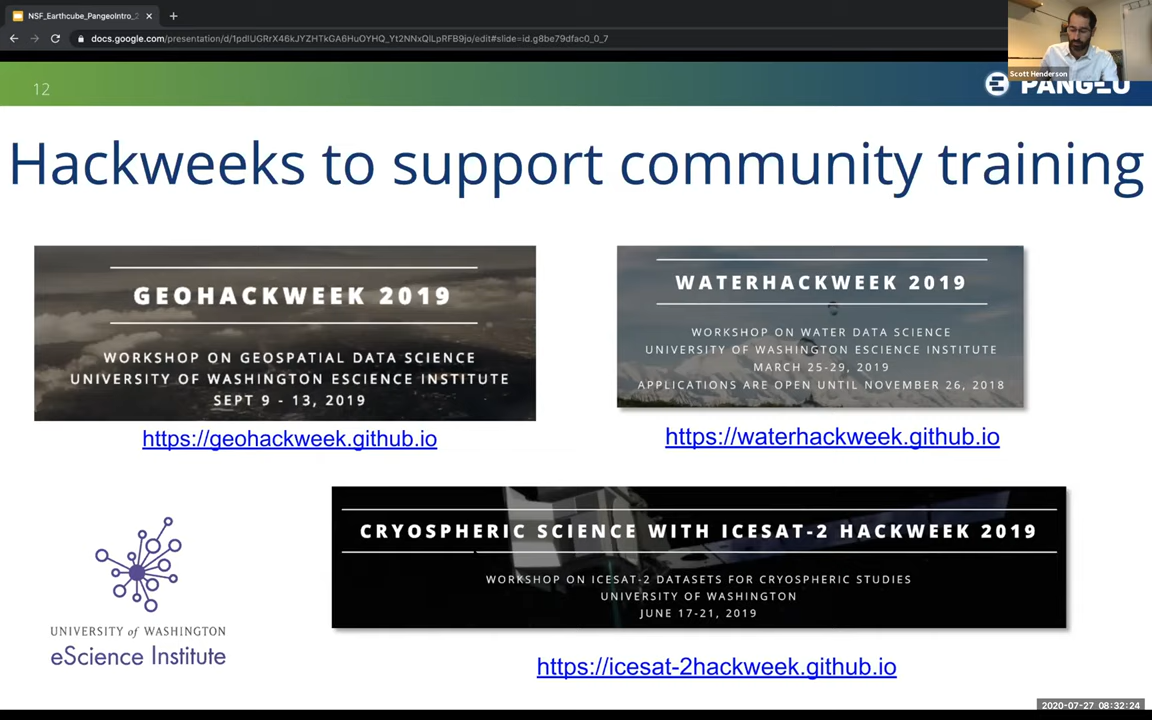 NSF_Earthcube_PangeoIntro_2
docs.google.com/presentation/d/1pdIUGRrX46kJYZHTkGA6HuOYHQ_Yt2NNxQILpRFB9jo/edit#slide=id.g8be79dfac0_0_7
Scott Henderson
12
PANGEO
Hackweeks to support community training
GEOHACKWEEK 2019
WORKSHOP ON GEOSPATIAL DATA SCIENCE
UNIVERSITY OF WASHINGTON ESCIENCE INSTITUTE
SEPT 9 - 13, 2019
https://geohackweek.github.io
WATERHACKWEEK 2019
WORKSHOP ON WATER DATA SCIENCE
UNIVERSITY OF WASHINGTON ESCIENCE INSTITUTE
MARCH 25-29, 2019
APPLICATIONS ARE OPEN UNTIL NOVEMBER 26, 2018
https://waterhackweek.github.io
UNIVERSITY of WASHINGTON
eScience Institute
CRYOSPHERIC SCIENCE WITH ICESAT-2 HACKWEEK 2019
WORKSHOP ON ICESAT-2 DATASETS FOR CRYOSPHERIC STUDIES
UNIVERSITY OF WASHINGTON
JUNE 17-21, 2019
https://icesat-2hackweek.github.io
2020-07-27 08:32:24